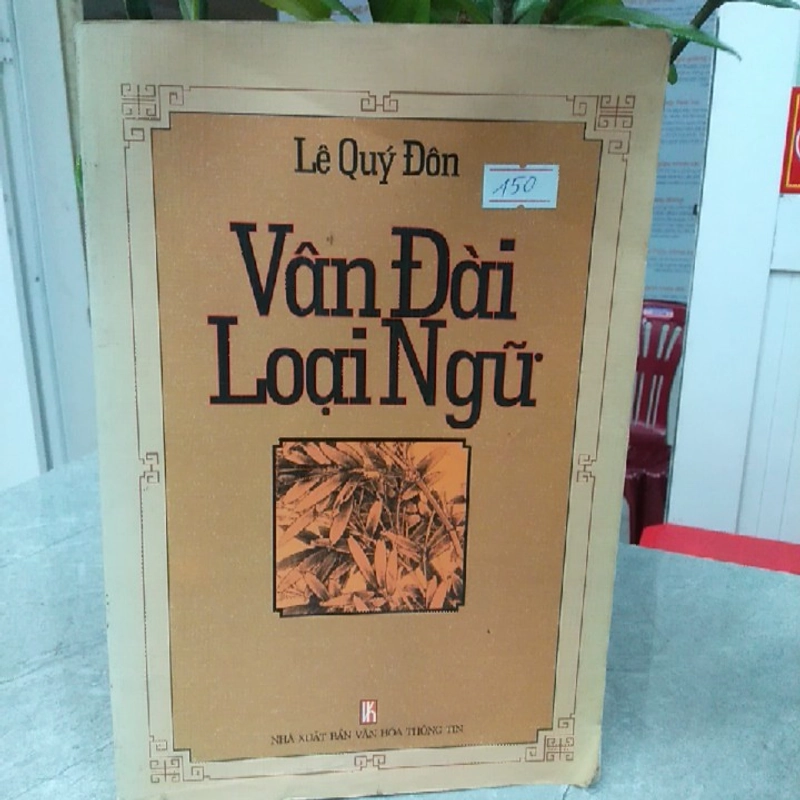 Lê Quý Đôn
150
Vân Đài
Loại Ngữ
NHÀ XUẤT BẢN VĂN HÓA THÔNG TIN